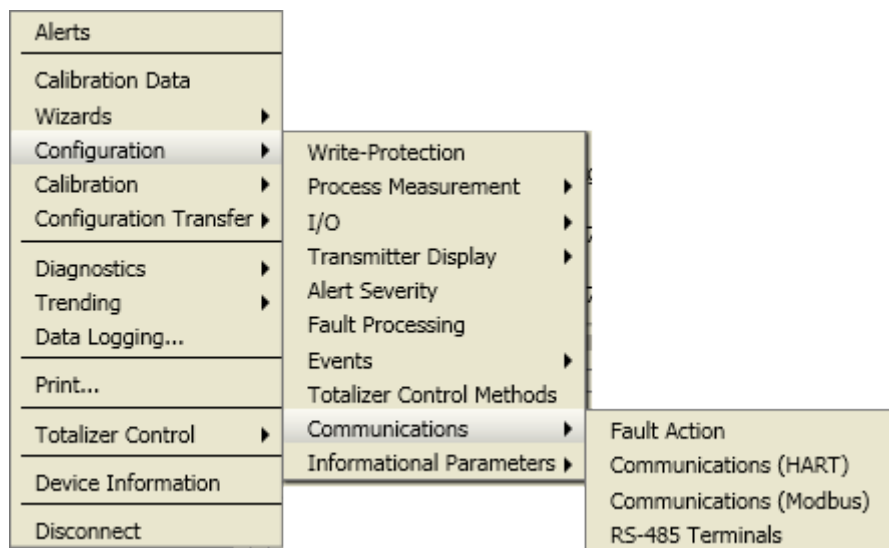 Alerts
Calibration Data
Wizards
Configuration
Calibration
Configuration Transfer
Diagnostics
Trending
Data Logging...
Print...
Totalizer Control
Device Information
Disconnect
Write-Protection
Process Measurement
I/O
Transmitter Display
Alert Severity
Fault Processing
Events
Totalizer Control Methods
Communications
Informational Parameters
Fault Action
Communications (HART)
Communications (Modbus)
RS-485 Terminals